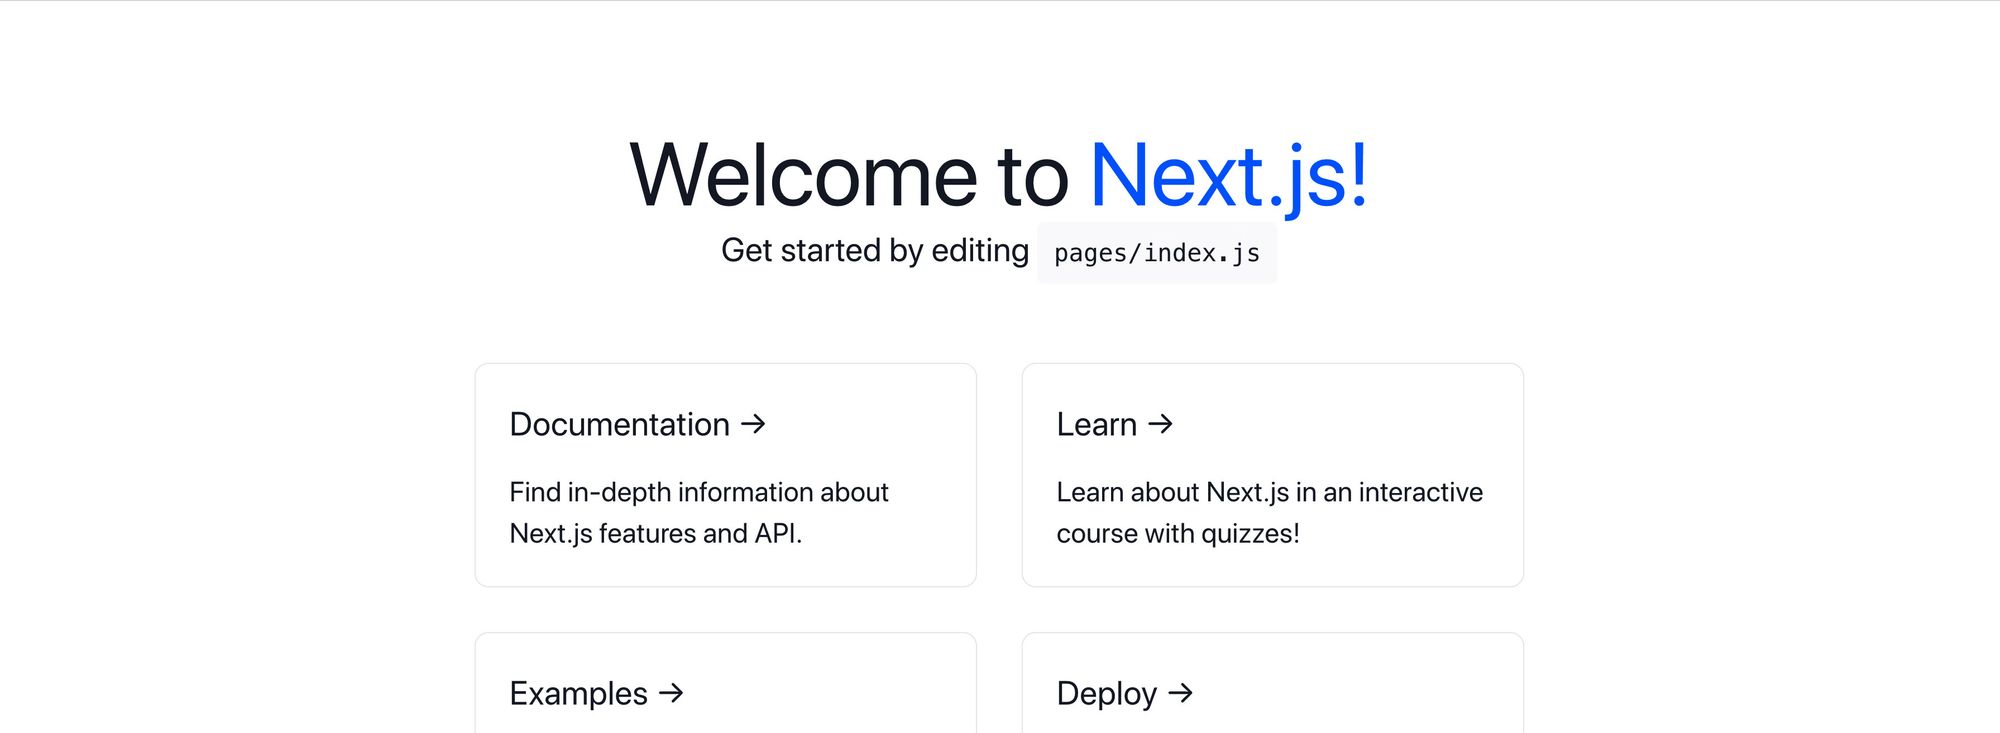 Welcome to Next.js!
Get started by editing pages/index.js
Documentation →
Find in-depth information about
Next.js features and API.
Learn →
Learn about Next.js in an interactive
course with quizzes!
Examples →
Deploy →